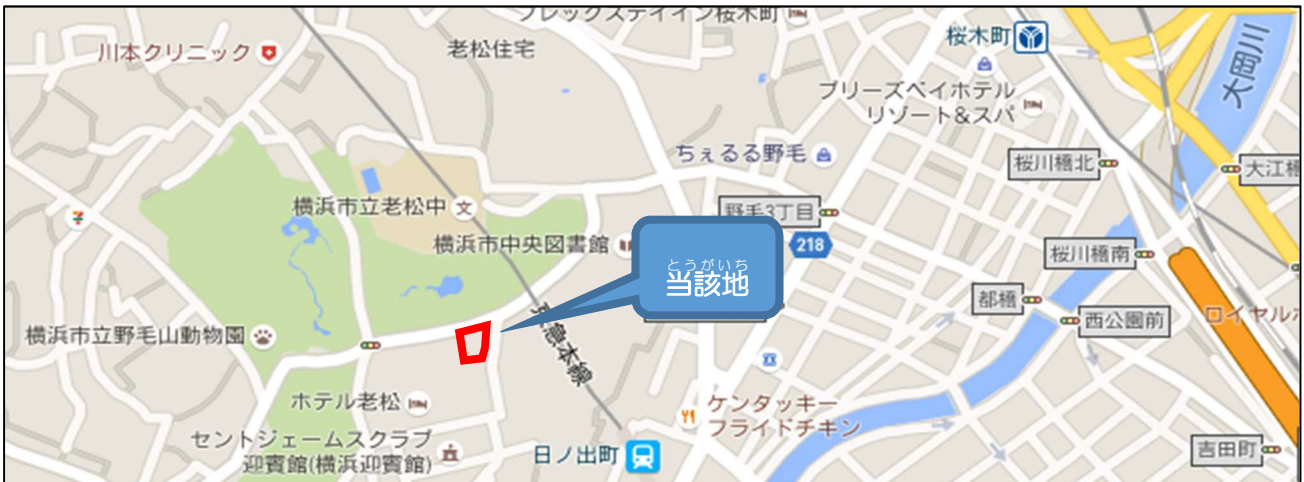 フレックステイイン桜木町
川本クリニック
老松住宅
桜木町
大岡川
ブリーズベイホテル
リゾート&スパ
ちぇるる野毛
桜川橋北
大江橋
横浜市立老松中
文
野毛3丁目
横浜市中央図書館
218
桜川橋南
とうがいち
当該地
都橋
西公園前
横浜市立野毛山動物園
京急本線
ホテル老松
ケンタッキー
フライドチキン
セントジェームスクラブ
迎賓館(横浜迎賓館)
日ノ出町
吉田町